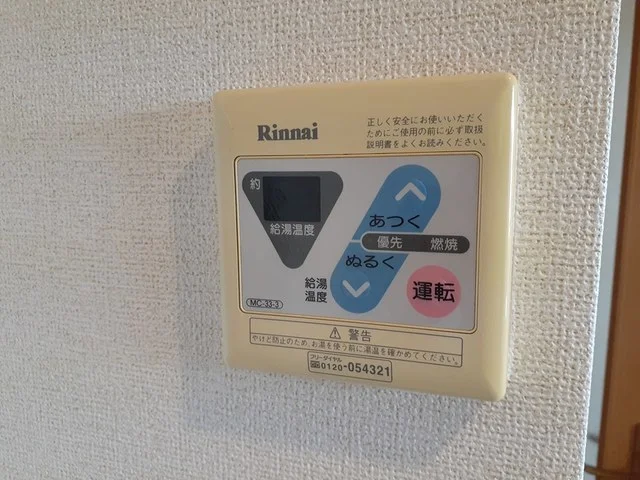 Rinnai
正しく安全にお使いいただく
ためにご使用の前に必ず取扱
説明書をよくお読みください。
約
給湯温度
あつく
優先 燃焼
ぬるく
給湯
温度
運転
MC-33-3
⚠ 警告
やけど防止のため、お湯を使う前に湯温を確かめてください。
フリーダイヤル
0120-054321